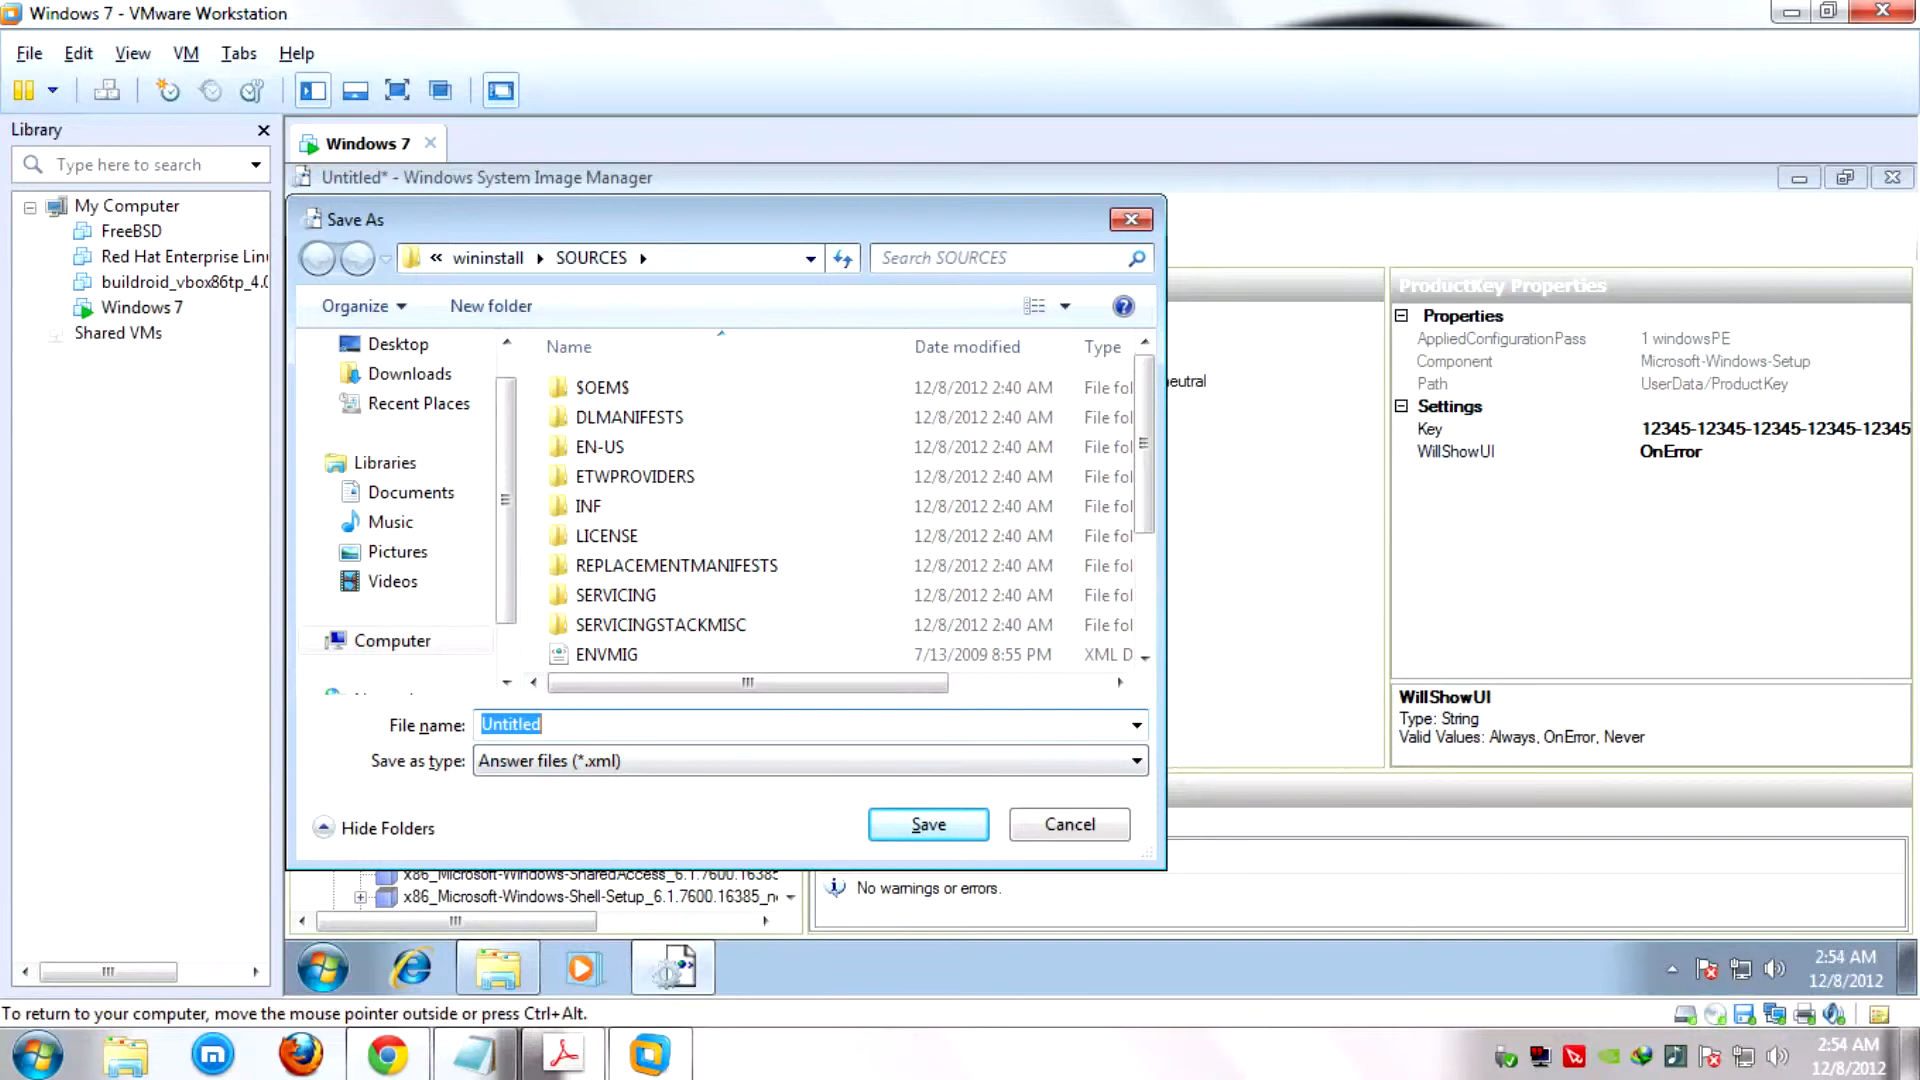 Windows 7 - VMware Workstation
File Edit View VM Tabs Help
Library
Type here to search
My Computer
FreeBSD
Red Hat Enterprise Linu
buildroid_vbox86tp_4.0
Windows 7
Shared VMs
Windows 7
Untitled* - Windows System Image Manager
Save As
« wininstall SOURCES
Search SOURCES
Organize New folder
Desktop
Downloads
Recent Places
Libraries
Documents
Music
Pictures
Videos
Computer
Name Date modified Type
$OEM$ 12/8/2012 2:40 AM File fol
DLMANIFESTS 12/8/2012 2:40 AM File fol
EN-US 12/8/2012 2:40 AM File fol
ETWPROVIDERS 12/8/2012 2:40 AM File fol
INF 12/8/2012 2:40 AM File fol
LICENSE 12/8/2012 2:40 AM File fol
REPLACEMENTMANIFESTS 12/8/2012 2:40 AM File fol
SERVICING 12/8/2012 2:40 AM File fol
SERVICINGSTACKMISC 12/8/2012 2:40 AM File fol
ENVMIG 7/13/2009 8:55 PM XML D
File name: Untitled
Save as type: Answer files (*.xml)
Hide Folders
Save
Cancel
eutral
ProductKey Properties
Properties
AppliedConfigurationPass 1 windowsPE
Component Microsoft-Windows-Setup
Path UserData/ProductKey
Settings
Key 12345-12345-12345-12345-12345
WillShowUI OnError
WillShowUI
Type: String
Valid Values: Always, OnError, Never
x86_Microsoft-Windows-SharedAccess_6.1.7600.16385
x86_Microsoft-Windows-Shell-Setup_6.1.7600.16385_n
No warnings or errors.
2:54 AM
12/8/2012
To return to your computer, move the mouse pointer outside or press Ctrl+Alt.
2:54 AM
12/8/2012